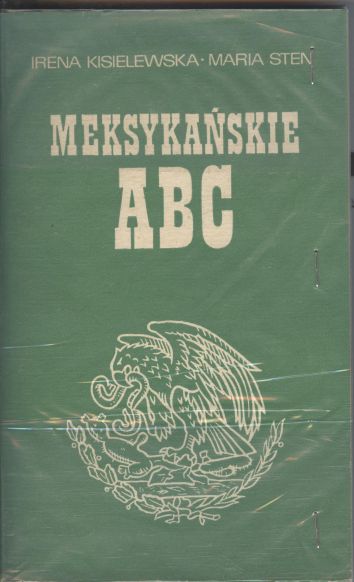 IRENA KISIELEWSKA · MARIA STEN
MEKSYKAŃSKIE
ABC